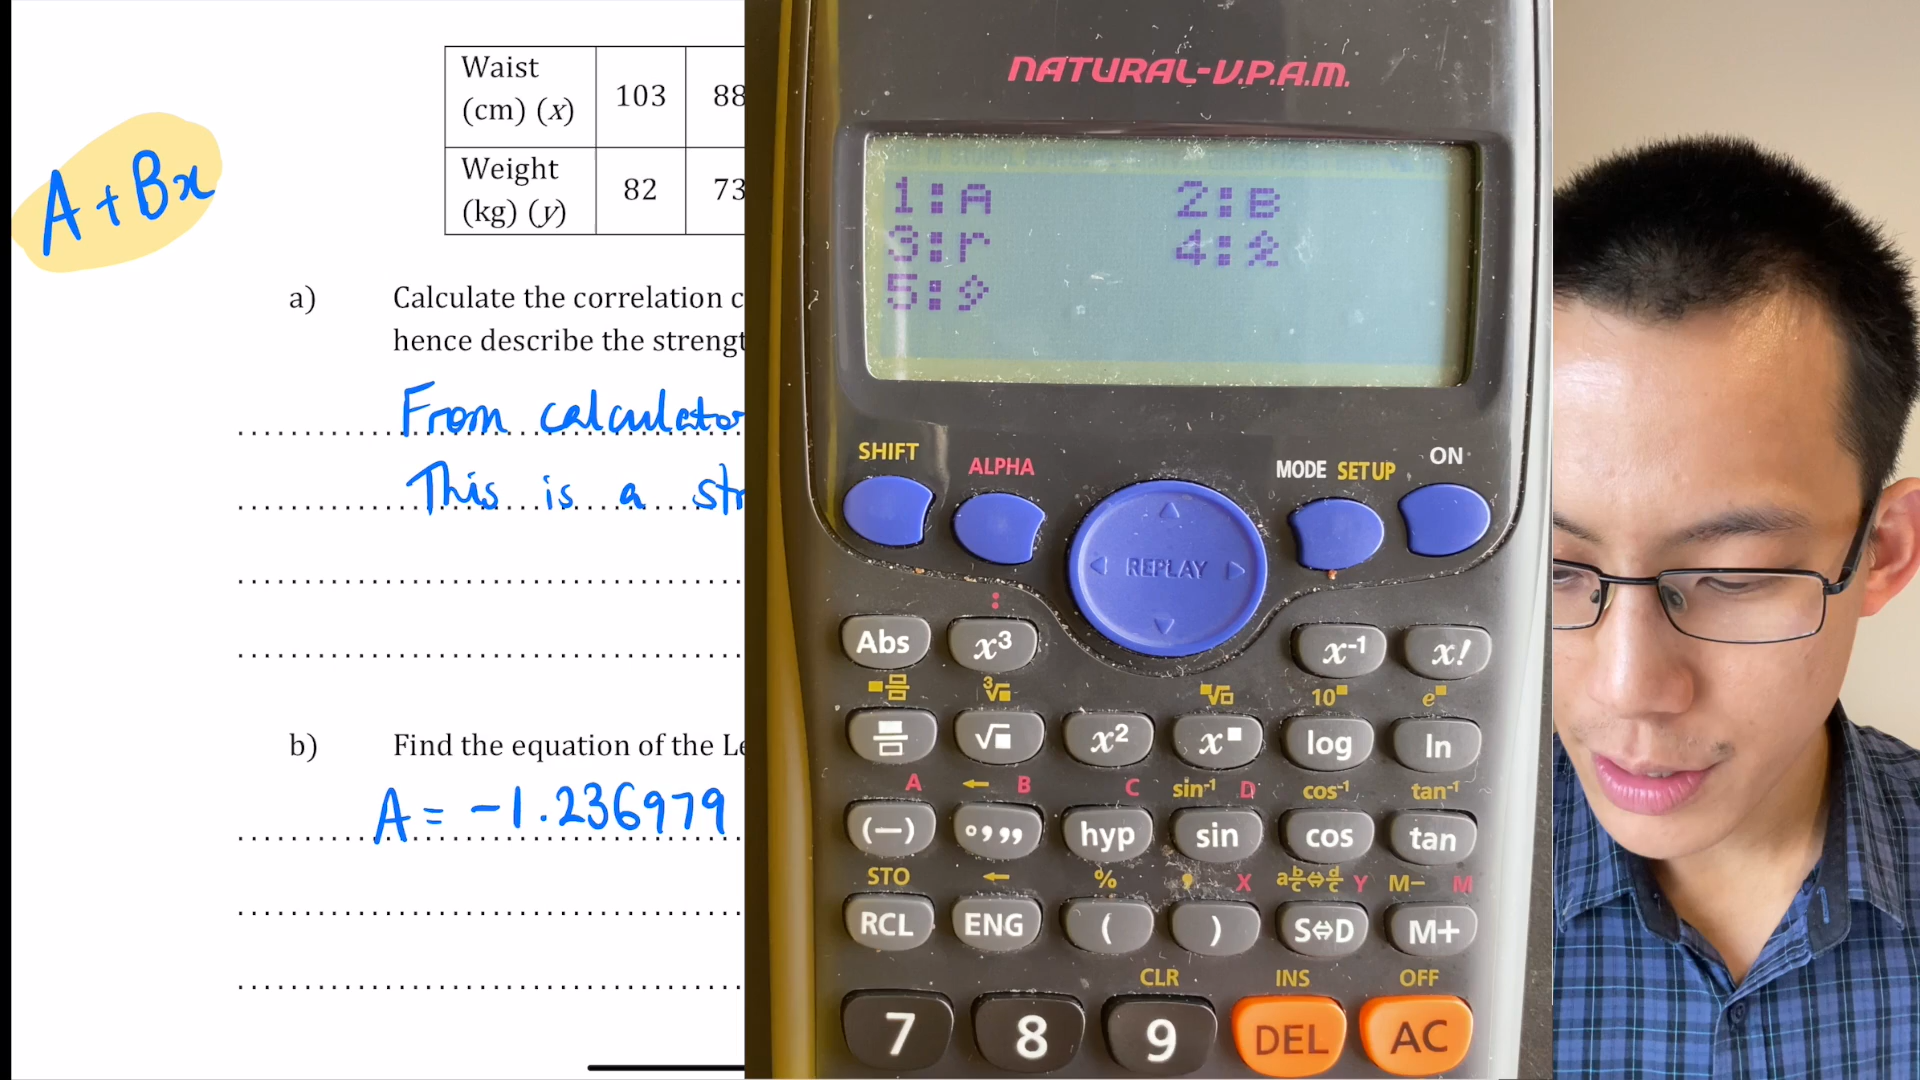 Waist
(cm) (x)
103
88
Weight
(kg) (y)
82
73
A + Bx
a)
Calculate the correlation c
hence describe the strengt
From calculator
This is a str
b)
Find the equation of the Le
A = -1.236979
NATURAL-V.P.A.M.
1:A 2:B
3:r 4:x̂
5:ŷ
SHIFT
ALPHA
MODE SETUP
ON
REPLAY
:
Abs x³ x⁻¹ x!
■⊟ ³√■ ■√□ 10■ e■
⊟ √■ x² x■ log ln
A ← B C sin⁻¹ D cos⁻¹ tan⁻¹
(−) °,,, hyp sin cos tan
STO ← % , X a b/c⇔d/c Y M− M
RCL ENG ( ) S⇔D M+
CLR INS OFF
7 8 9 DEL AC